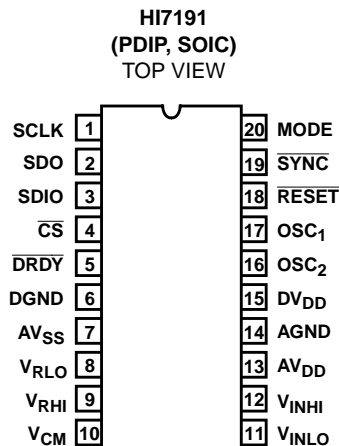 HI7191
(PDIP, SOIC)
TOP VIEW
SCLK 1 20 MODE
SDO 2 19 SYNC
SDIO 3 18 RESET
CS 4 17 OSC1
DRDY 5 16 OSC2
DGND 6 15 DVDD
AVSS 7 14 AGND
VRLO 8 13 AVDD
VRHI 9 12 VINHI
VCM 10 11 VINLO